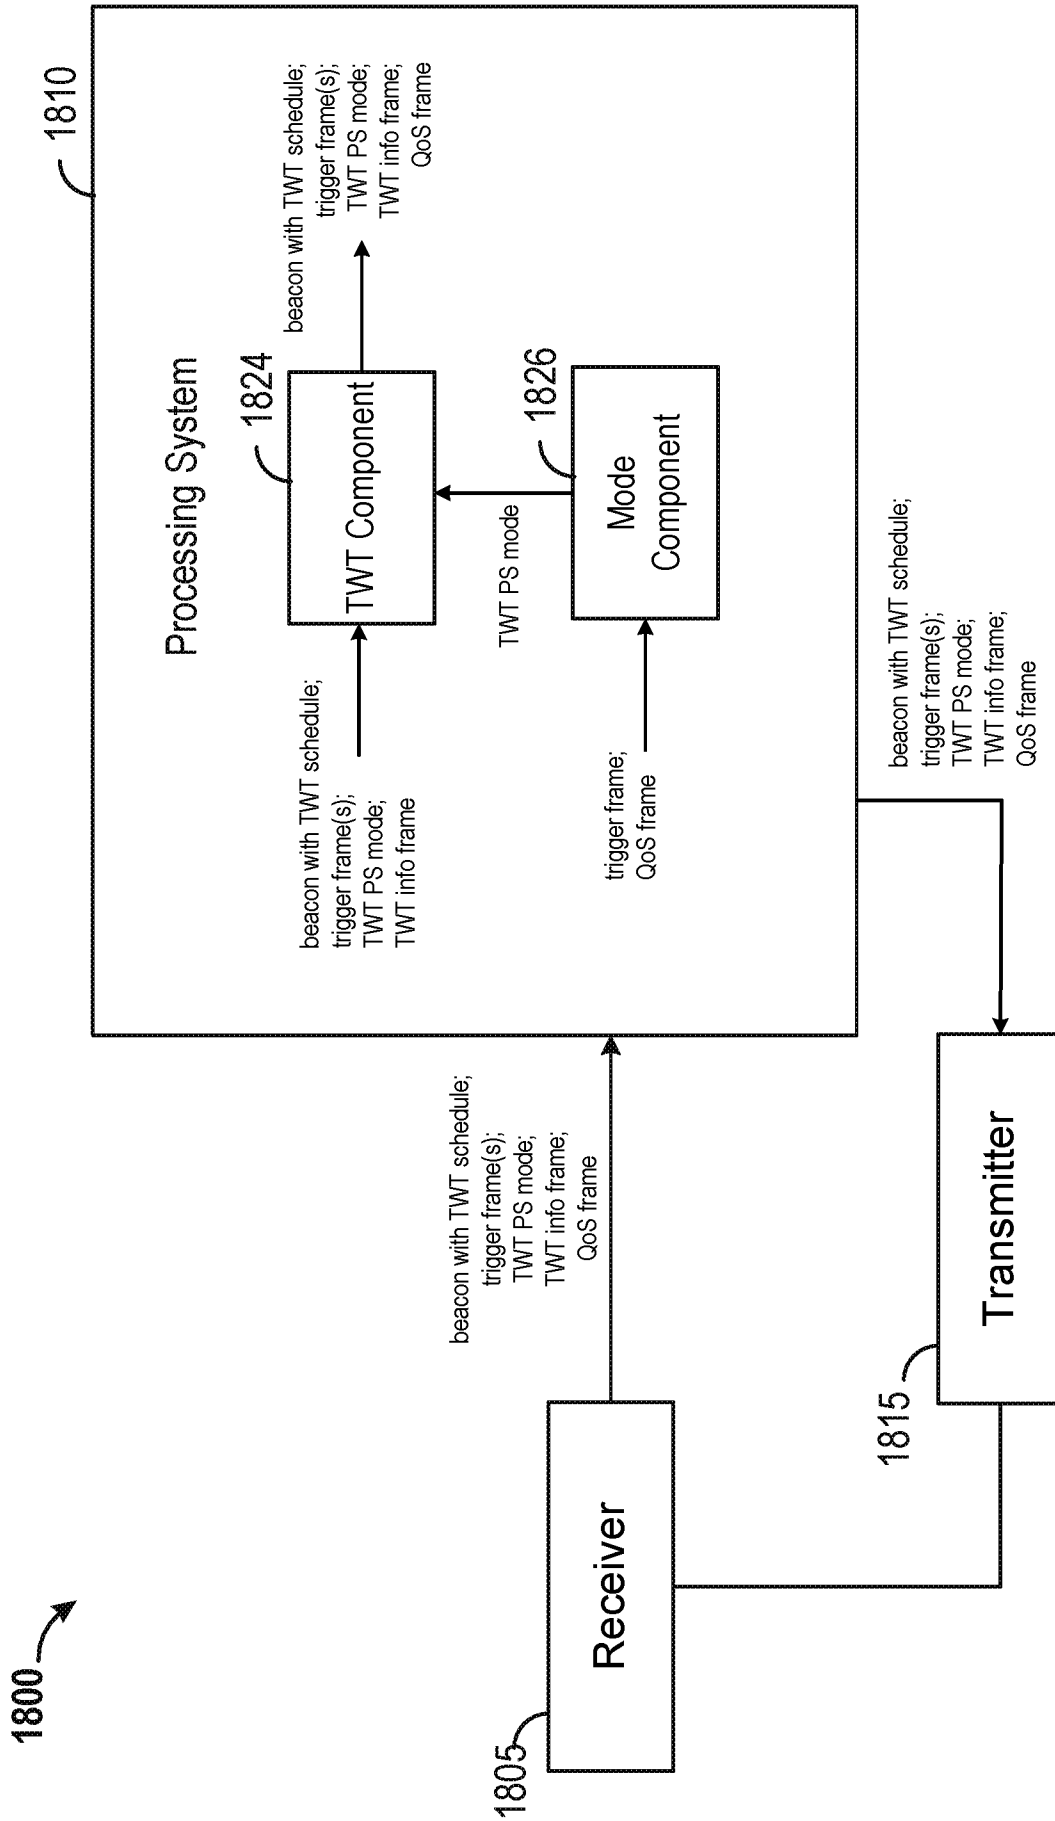 1800
1805
Receiver
beacon with TWT schedule;
trigger frame(s);
TWT PS mode;
TWT info frame;
QoS frame
1810
Processing System
beacon with TWT schedule;
trigger frame(s);
TWT PS mode;
TWT info frame
1824
TWT Component
beacon with TWT schedule;
trigger frame(s);
TWT PS mode;
TWT info frame;
QoS frame
TWT PS mode
trigger frame;
QoS frame
1826
Mode
Component
1815
Transmitter
beacon with TWT schedule;
trigger frame(s);
TWT PS mode;
TWT info frame;
QoS frame